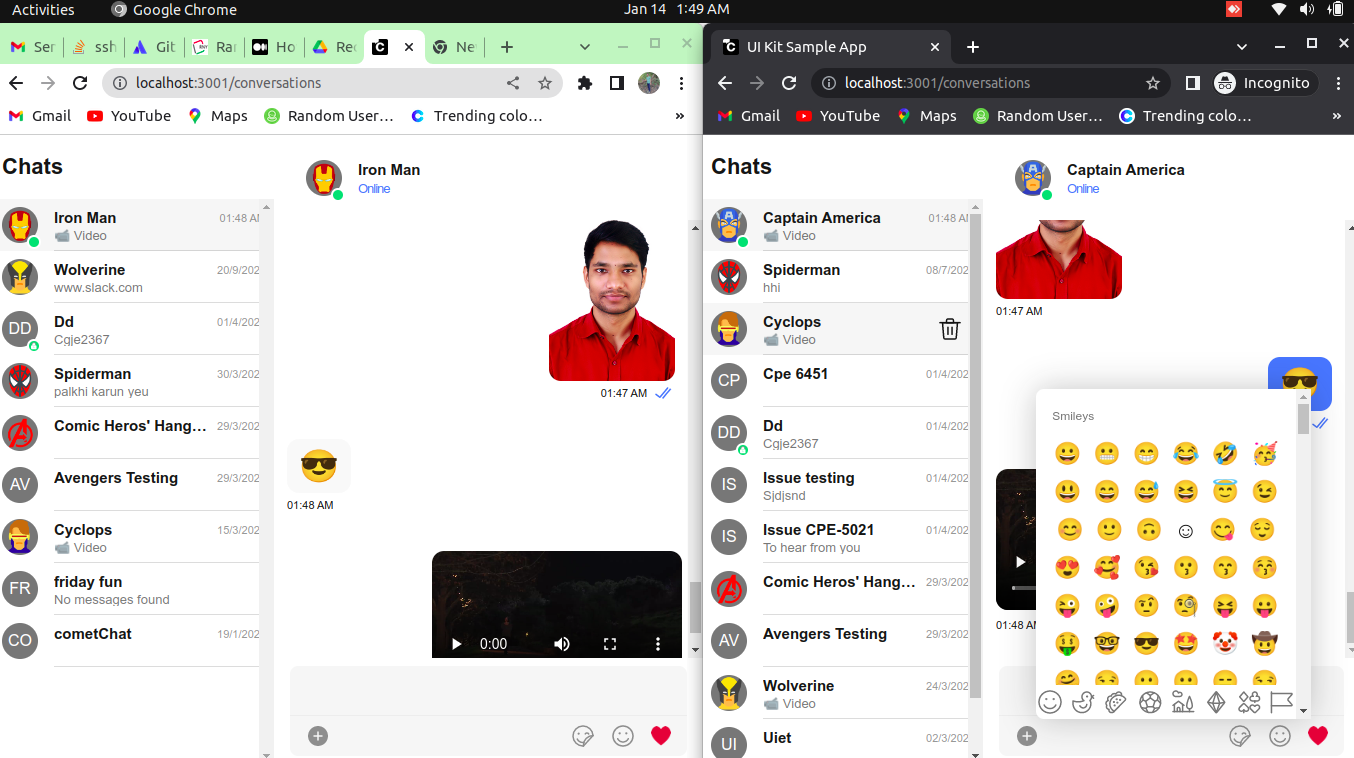 Activities Google Chrome Jan 14 1:49 AM
Ser ssh Git Rar Ho Rec Ne
localhost:3001/conversations
Gmail YouTube Maps Random User… Trending colo… »
Chats
Iron Man
Online
Iron Man 01:48 AM
Video
Wolverine 20/9/202
www.slack.com
DD Dd 01/4/202
Cgje2367
Spiderman 30/3/202
palkhi karun yeu
Comic Heros' Hang… 29/3/202
AV Avengers Testing 29/3/202
Cyclops 15/3/202
Video
FR friday fun
No messages found
CO cometChat 19/1/202
01:47 AM
01:48 AM
0:00
UI Kit Sample App
localhost:3001/conversations Incognito
Gmail YouTube Maps Random User… Trending colo… »
Chats
Captain America
Online
Captain America 01:48 AM
Video
Spiderman 08/7/202
hhi
Cyclops
Video
CP Cpe 6451 01/4/202
DD Dd 01/4/202
Cgje2367
IS Issue testing 01/4/202
Sjdjsnd
IS Issue CPE-5021 01/4/202
To hear from you
Comic Heros' Hang… 29/3/202
AV Avengers Testing 29/3/202
Wolverine 24/3/202
Video
UI Uiet 02/3/202
01:47 AM
Smileys
01:48 AM